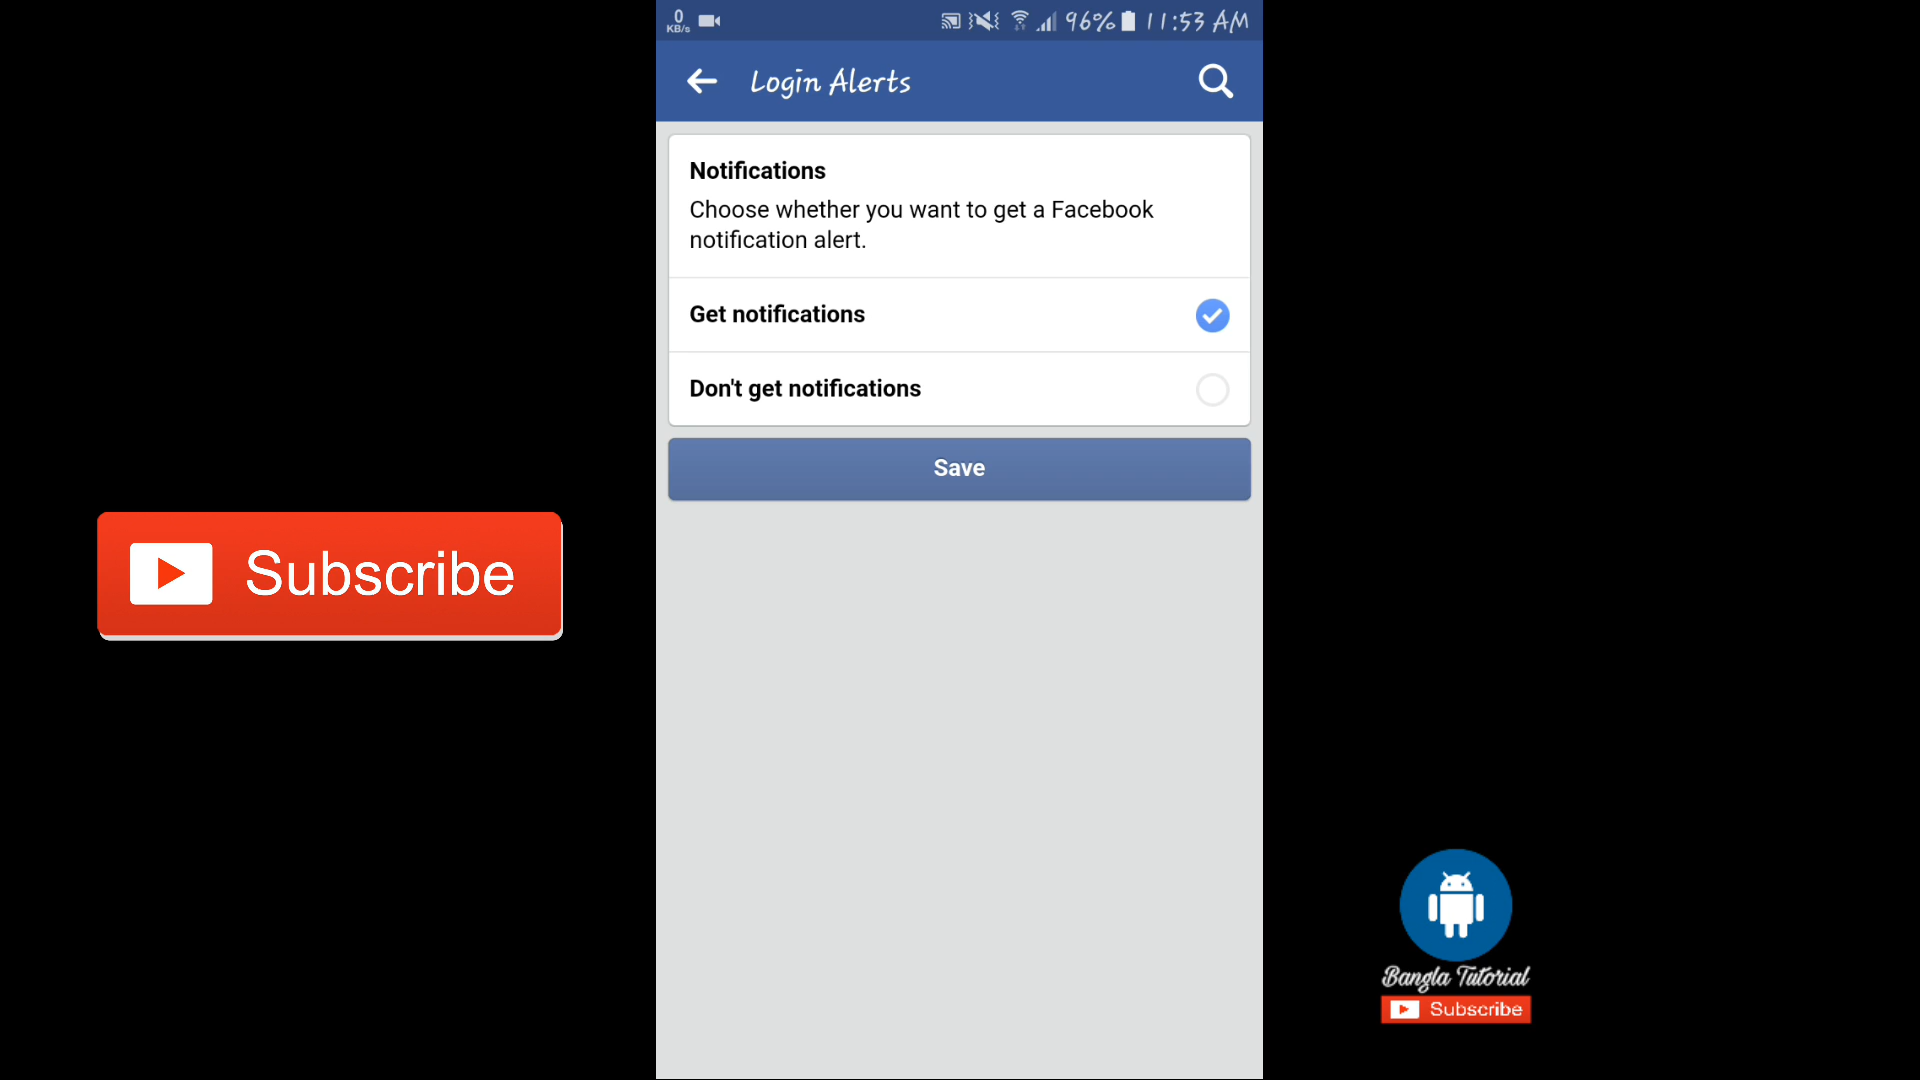 0
KB/s
96% 11:53 AM
Login Alerts
Notifications
Choose whether you want to get a Facebook
notification alert.
Get notifications
Don't get notifications
Save
Subscribe
Bangla Tutorial
Subscribe